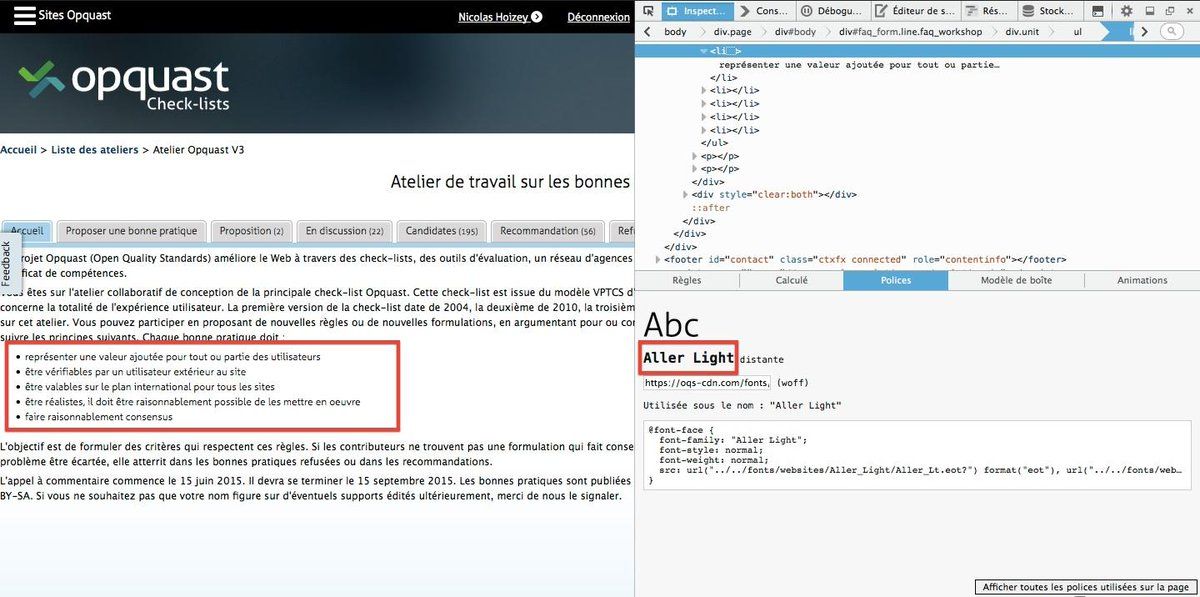 Sites Opquast
Nicolas Hoizey
Déconnexion
opquast
Check-lists
Accueil > Liste des ateliers > Atelier Opquast V3
Atelier de travail sur les bonnes
Accueil
Proposer une bonne pratique
Proposition (2)
En discussion (22)
Candidates (195)
Recommandation (56)
Ref
Feedback
rojet Opquast (Open Quality Standards) améliore le Web à travers des check-lists, des outils d'évaluation, un réseau d'agences
ificat de compétences.
Vous êtes sur l'atelier collaboratif de conception de la principale check-list Opquast. Cette check-list est issue du modèle VPTCS d'
concerne la totalité de l'expérience utilisateur. La première version de la check-list date de 2004, la deuxième de 2010, la troisièm
sur cet atelier. Vous pouvez participer en proposant de nouvelles règles ou de nouvelles formulations, en argumentant pour ou con
suivre les principes suivants. Chaque bonne pratique doit :
• représenter une valeur ajoutée pour tout ou partie des utilisateurs
• être vérifiables par un utilisateur extérieur au site
• être valables sur le plan international pour tous les sites
• être réalistes, il doit être raisonnablement possible de les mettre en oeuvre
• faire raisonnablement consensus
L'objectif est de formuler des critères qui respectent ces règles. Si les contributeurs ne trouvent pas une formulation qui fait conse
problème être écartée, elle atterrit dans les bonnes pratiques refusées ou dans les recommandations.
L'appel à commentaire commence le 15 juin 2015. Il devra se terminer le 15 septembre 2015. Les bonnes pratiques sont publiées
BY-SA. Si vous ne souhaitez pas que votre nom figure sur d'éventuels supports édités ultérieurement, merci de nous le signaler.
Inspect…
Cons…
Débogu…
Éditeur de s…
Rés…
Stock…
body
div.page
div#body
div#faq_form.line.faq_workshop
div.unit
ul
li
<li>
représenter une valeur ajoutée pour tout ou partie…
</li>
<li></li>
<li></li>
<li></li>
<li></li>
</ul>
<p></p>
<p></p>
</div>
<div style="clear:both"></div>
::after
</div>
</div>
</div>
<footer id="contact" class="ctxfx connected" role="contentinfo"></footer>
Règles
Calculé
Polices
Modèle de boîte
Animations
Abc
Aller Light distante
https://oqs-cdn.com/fonts, (woff)
Utilisée sous le nom : "Aller Light"
@font-face {
font-family: "Aller Light";
font-style: normal;
font-weight: normal;
src: url("../../fonts/websites/Aller_Light/Aller_Lt.eot?") format("eot"), url("../../fonts/web…
}
Afficher toutes les polices utilisées sur la page